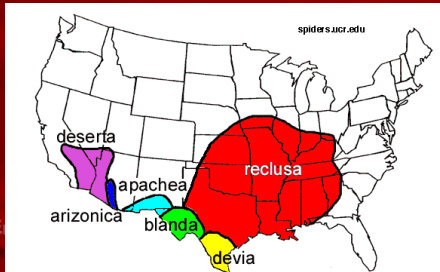 spiders.ucr.edu
deserta
reclusa
apachea
arizonica
blanda
devia